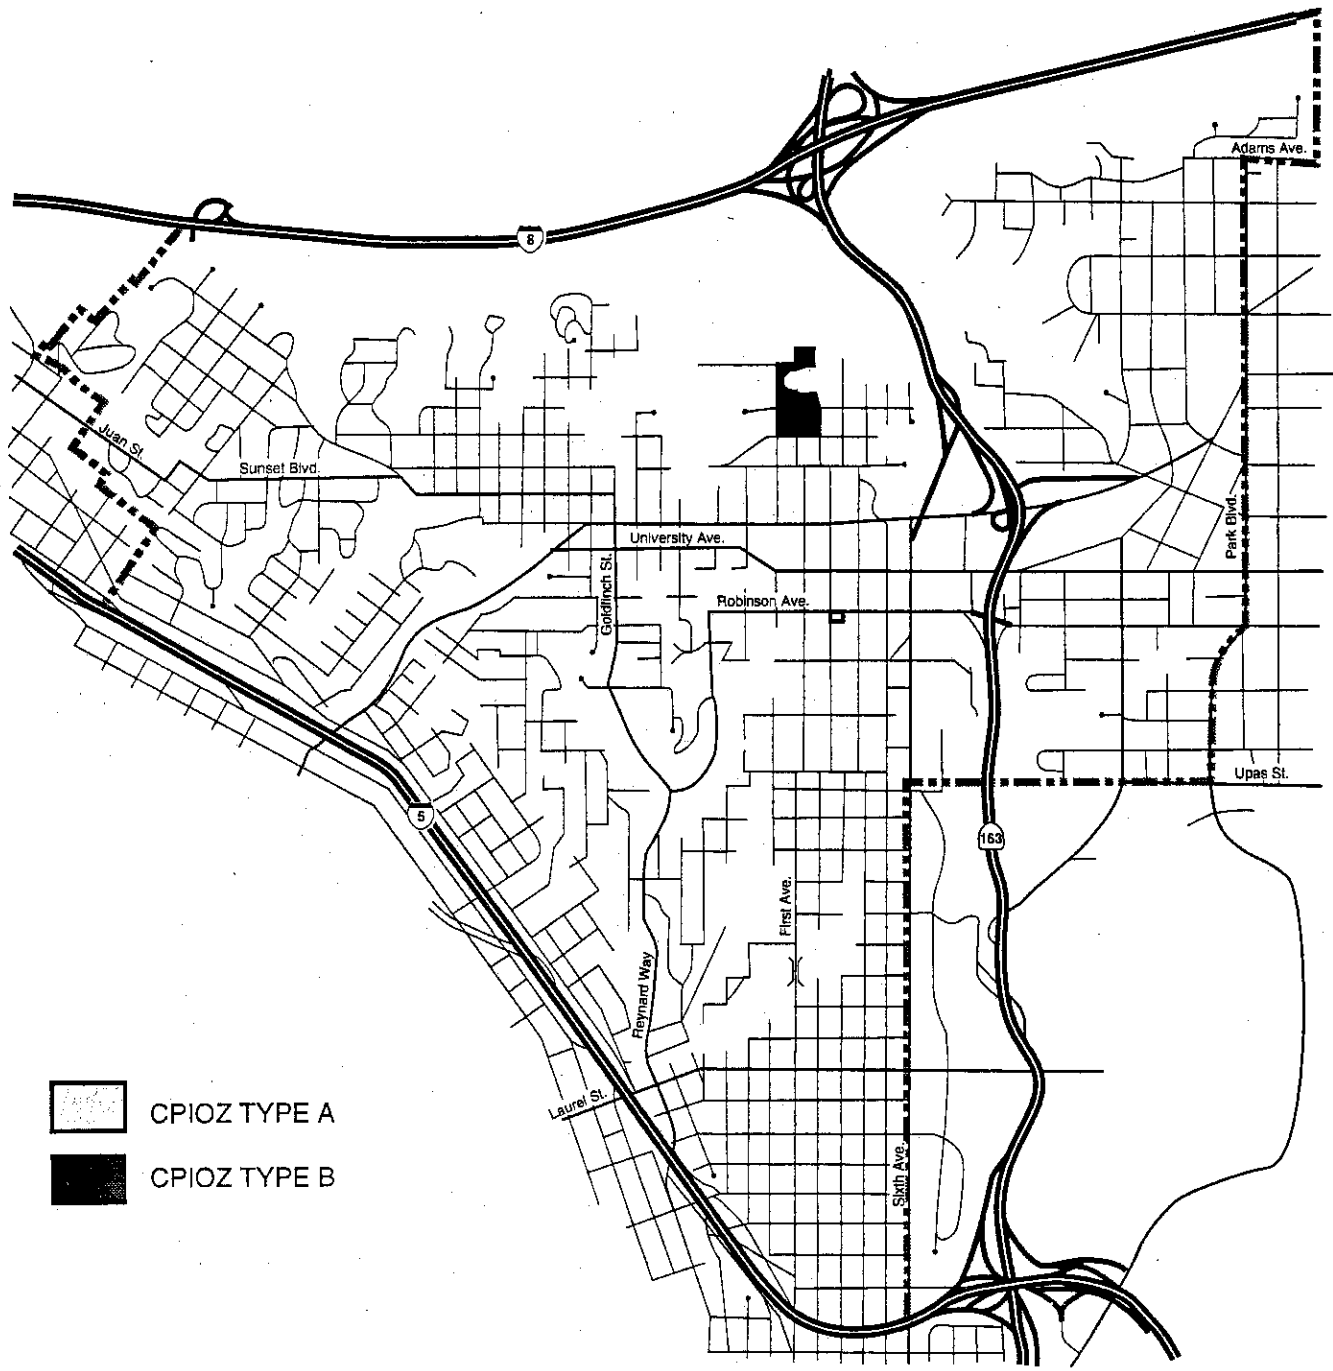 Adams Ave.
8
Juan St.
Sunset Blvd.
Park Blvd.
University Ave.
Goldfinch St.
Robinson Ave.
Upas St.
5
163
First Ave.
Reynard Way
Laurel St.
CPIOZ TYPE A
Sixth Ave.
CPIOZ TYPE B